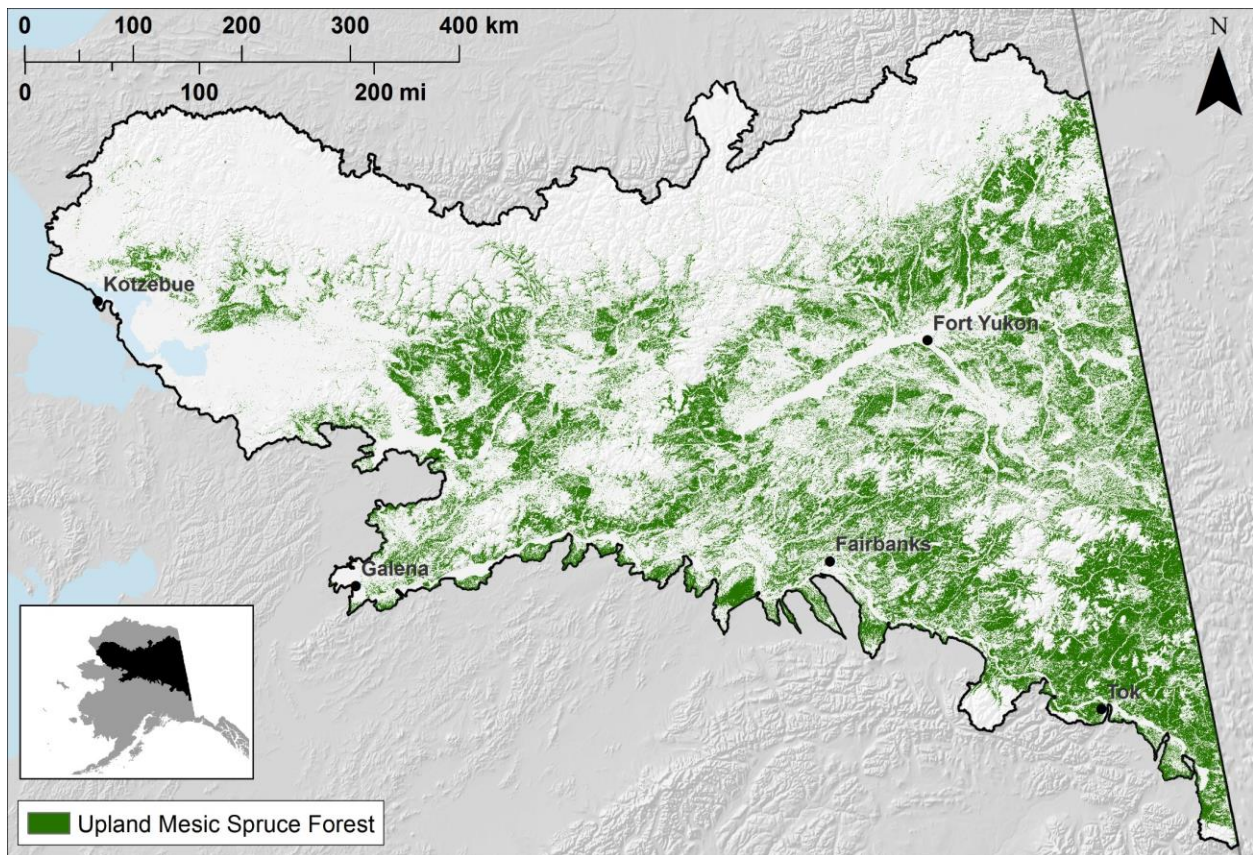 0 100 200 300 400 km
0 100 200 mi
N
Kotzebue
Fort Yukon
Fairbanks
Galena
Tok
Upland Mesic Spruce Forest